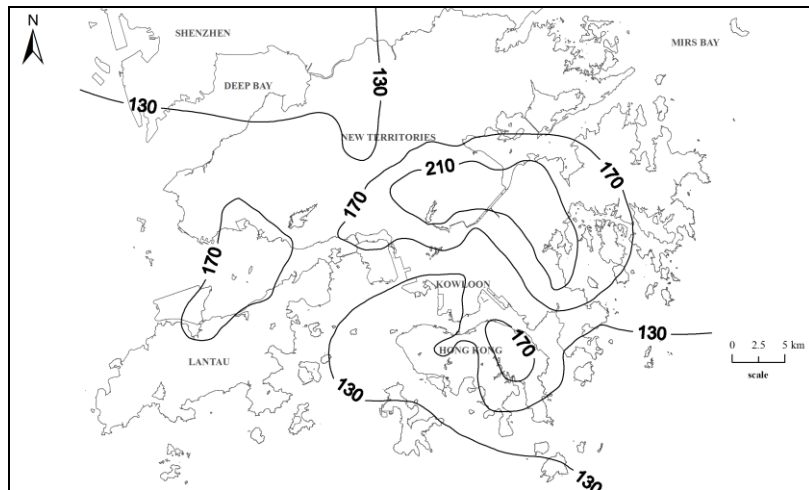 N
SHENZHEN
MIRS BAY
DEEP BAY
130
130
NEW TERRITORIES
210
170
170
170
KOWLOON
130
HONG KONG
170
LANTAU
0 2.5 5 km
scale
130
130